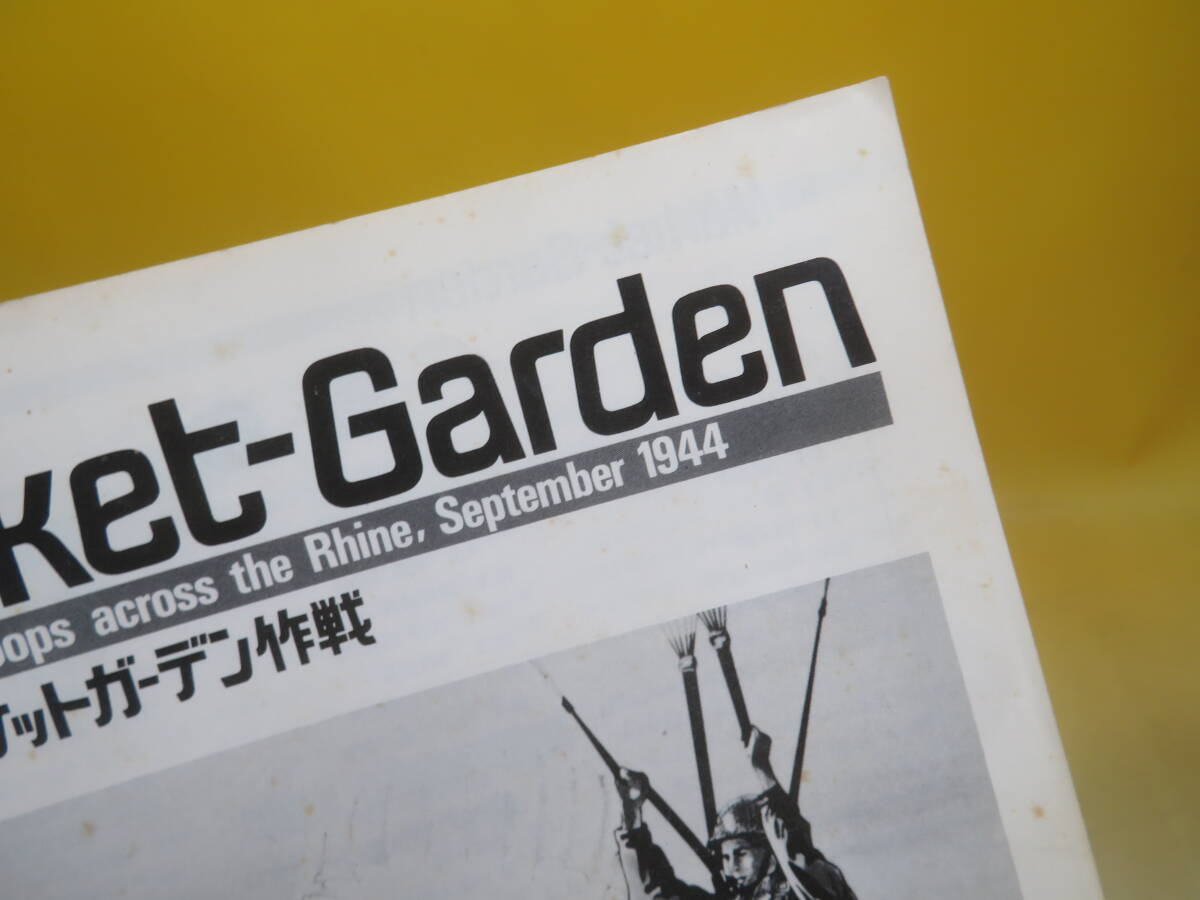 ket-Garden
oops across the Rhine, September 1944
ケットガーデン作戦